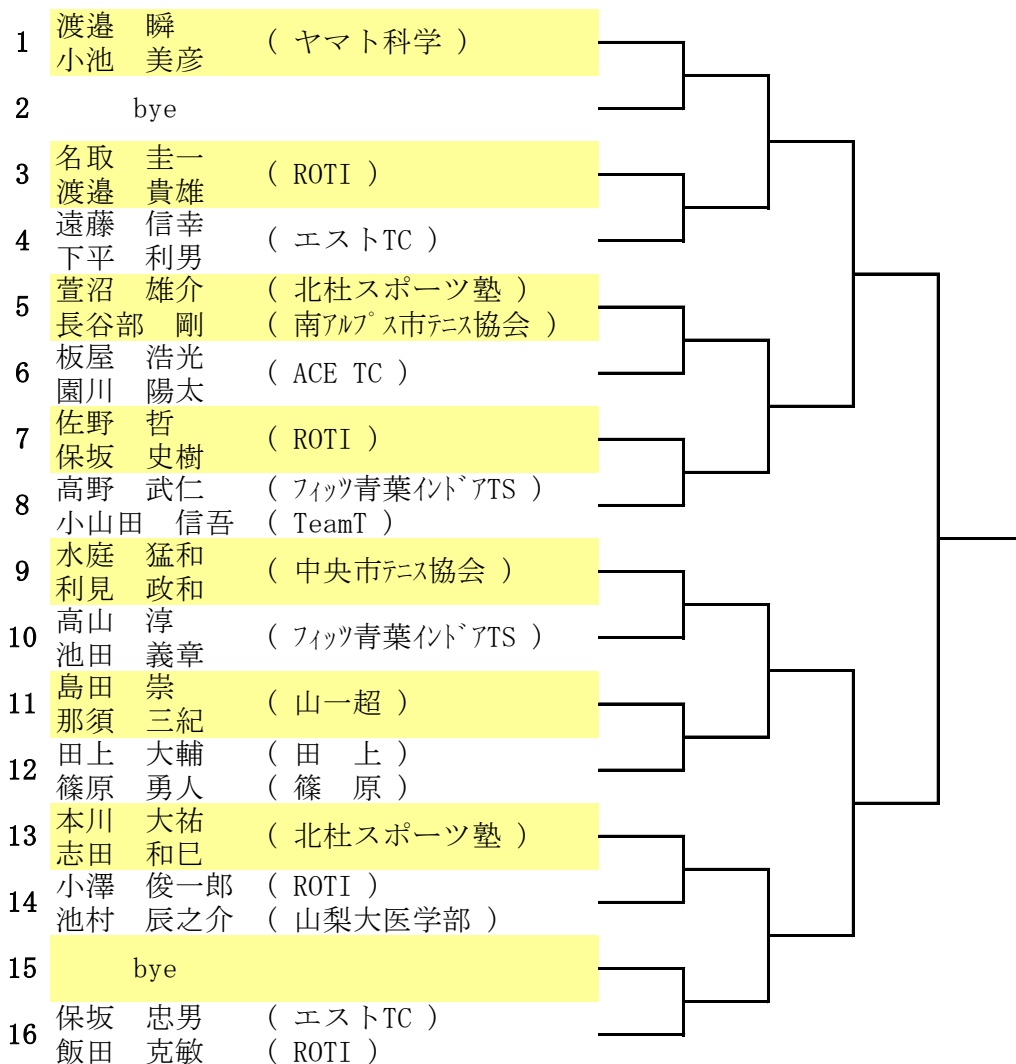 1 渡邉 瞬 ( ヤマト科学 )
小池 美彦
2 bye
3 名取 圭一 ( ROTI )
渡邉 貴雄
4 遠藤 信幸 ( エストTC )
下平 利男
5 萱沼 雄介 ( 北杜スポーツ塾 )
長谷部 剛 ( 南ｱﾙﾌﾟｽ市ﾃﾆｽ協会 )
6 板屋 浩光 ( ACE TC )
園川 陽太
7 佐野 哲 ( ROTI )
保坂 史樹
8 高野 武仁 ( ﾌｨｯﾂ青葉ｲﾝﾄﾞｱTS )
小山田 信吾 ( TeamT )
9 水庭 猛和 ( 中央市ﾃﾆｽ協会 )
利見 政和
10 高山 淳 ( ﾌｨｯﾂ青葉ｲﾝﾄﾞｱTS )
池田 義章
11 島田 崇 ( 山一超 )
那須 三紀
12 田上 大輔 ( 田 上 )
篠原 勇人 ( 篠 原 )
13 本川 大祐 ( 北杜スポーツ塾 )
志田 和巳
14 小澤 俊一郎 ( ROTI )
池村 辰之介 ( 山梨大医学部 )
15 bye
16 保坂 忠男 ( エストTC )
飯田 克敏 ( ROTI )